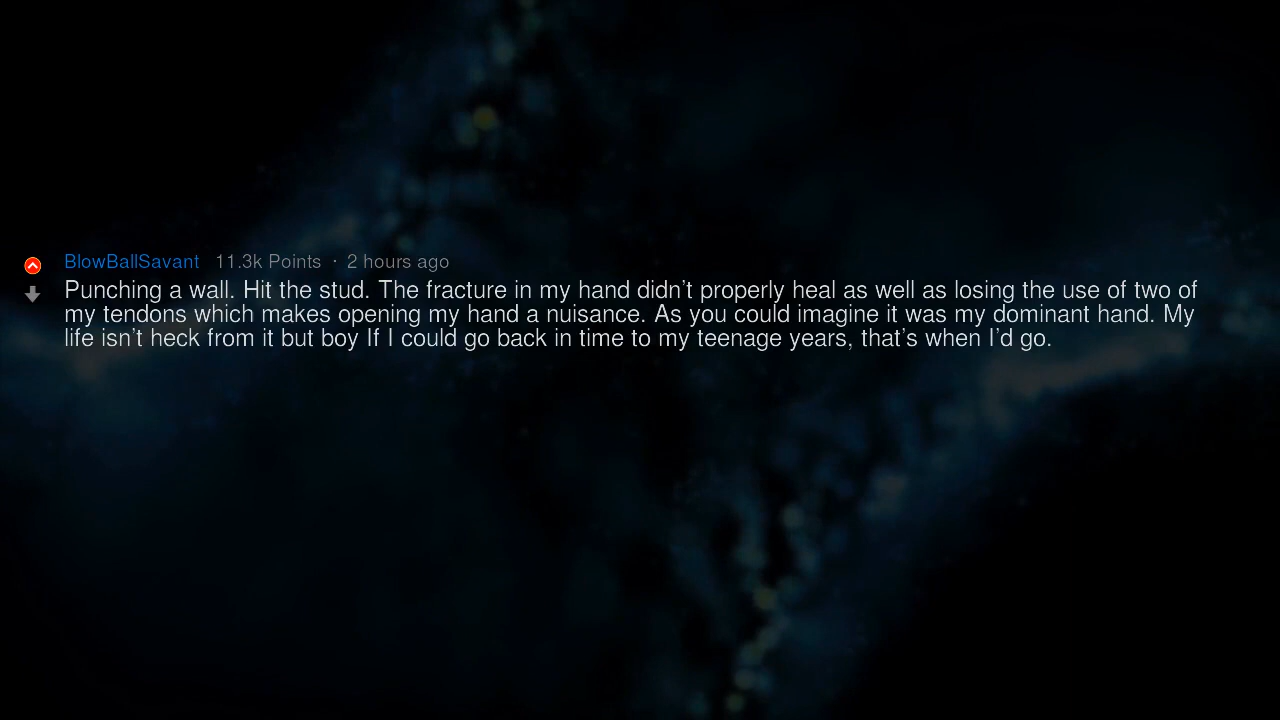 BlowBallSavant 11.3k Points · 2 hours ago
Punching a wall. Hit the stud. The fracture in my hand didn't properly heal as well as losing the use of two of
my tendons which makes opening my hand a nuisance. As you could imagine it was my dominant hand. My
life isn't heck from it but boy If I could go back in time to my teenage years, that's when I'd go.